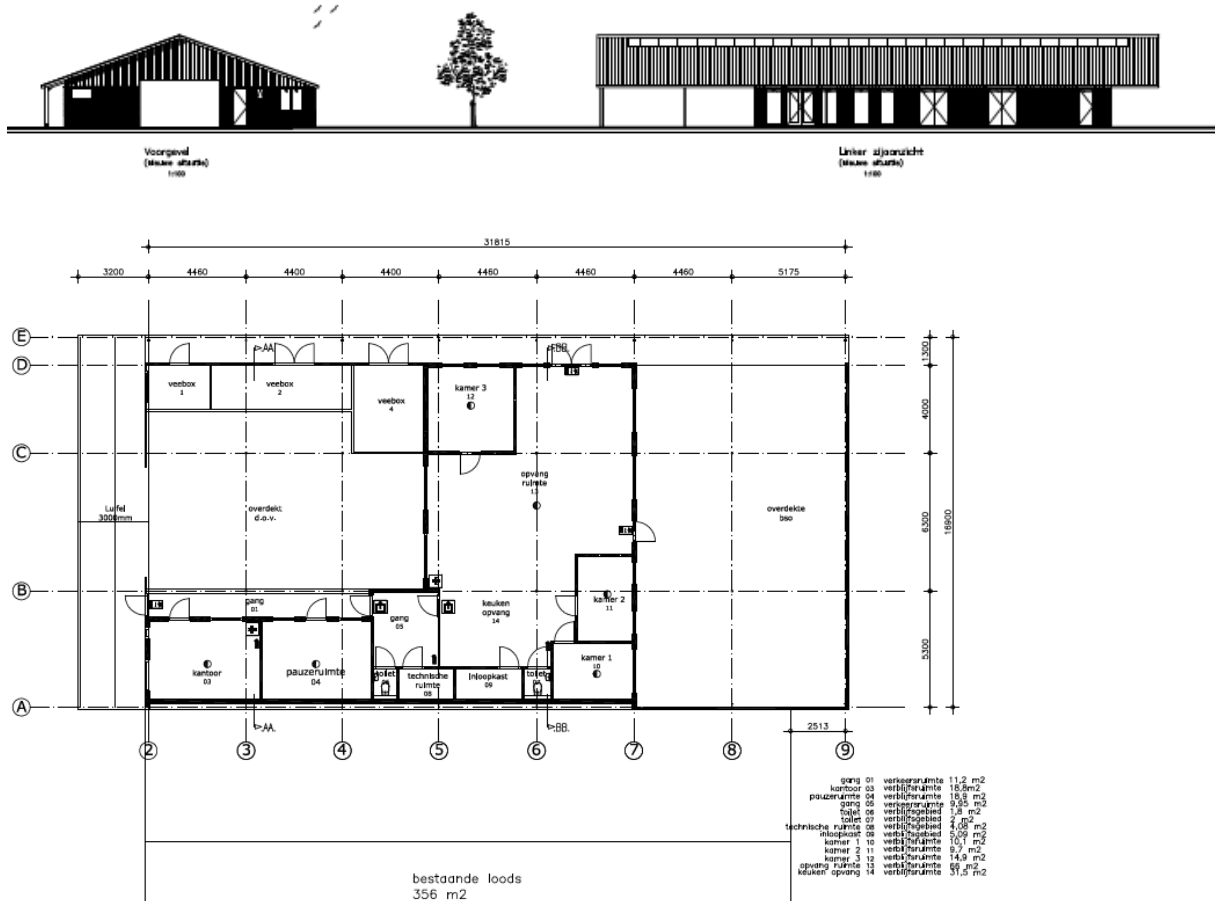 Voorgevel
(nieuwe situatie)
1:100
Linker zijaanzicht
(nieuwe situatie)
1:100
31815
3200 4460 4400 4400 4460 4460 4460 5175
E
D
C
B
A
AA.
BB.
veebox
1
veebox
2
veebox
4
kamer 3
12
opvang
ruimte
13
Luifel
3000mm
overdekt
d.o.v.
overdekte
bso
gang
01
gang
05
keuken
opvang
14
kamer 2
11
kamer 1
10
kantoor
03
pauzeruimte
04
toilet
technische
ruimte
08
inloopkast
09
toilet
AA.
BB.
1300
4000
6300
5300
16900
2513
2 3 4 5 6 7 8 9
gang 01 verkeersruimte 11,2 m2
kantoor 03 verblijfsruimte 18,8m2
pauzeruimte 04 verblijfsruimte 18,9 m2
gang 05 verkeersruimte 9,95 m2
toilet 06 verblijfsgebied 1,8 m2
toilet 07 verblijfsgebied 2 m2
technische ruimte 08 verblijfsgebied 4,08 m2
inloopkast 09 verblijfsgebied 5,09 m2
kamer 1 10 verblijfsruimte 10,1 m2
kamer 2 11 verblijfsruimte 9,7 m2
kamer 3 12 verblijfsruimte 14,9 m2
opvang ruimte 13 verblijfsruimte 66 m2
keuken opvang 14 verblijfsruimte 31,5 m2
bestaande loods
356 m2